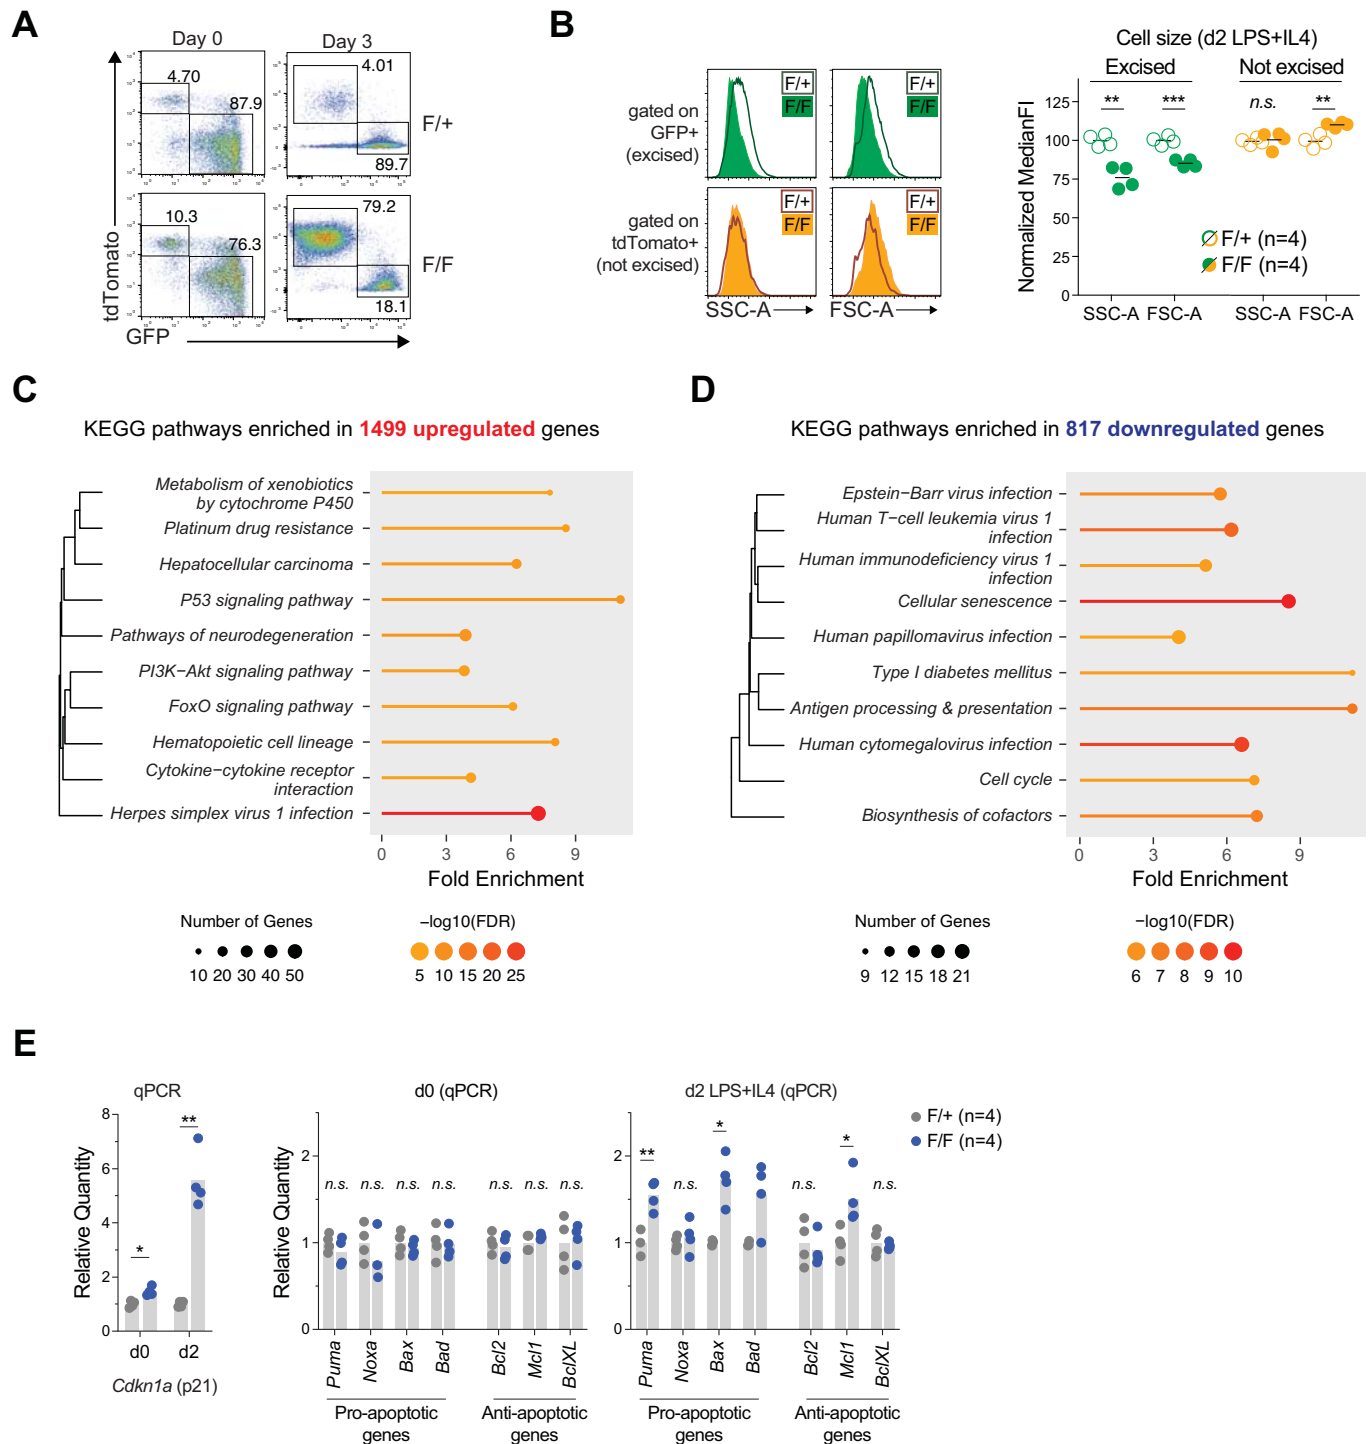 A
Day 0
Day 3
4.70
87.9
4.01
89.7
F/+
10.3
76.3
79.2
18.1
F/F
tdTomato
GFP
B
gated on
GFP+
(excised)
F/+
F/F
F/+
F/F
gated on
tdTomato+
(not excised)
F/+
F/F
F/+
F/F
SSC-A
FSC-A
Cell size (d2 LPS+IL4)
Excised
Not excised
**
***
n.s.
**
Normalized MedianFI
125
100
75
50
25
0
F/+ (n=4)
F/F (n=4)
SSC-A
FSC-A
SSC-A
FSC-A
C
KEGG pathways enriched in 1499 upregulated genes
Metabolism of xenobiotics
by cytochrome P450
Platinum drug resistance
Hepatocellular carcinoma
P53 signaling pathway
Pathways of neurodegeneration
PI3K−Akt signaling pathway
FoxO signaling pathway
Hematopoietic cell lineage
Cytokine−cytokine receptor
interaction
Herpes simplex virus 1 infection
0 3 6 9
Fold Enrichment
Number of Genes
10 20 30 40 50
−log10(FDR)
5 10 15 20 25
D
KEGG pathways enriched in 817 downregulated genes
Epstein−Barr virus infection
Human T−cell leukemia virus 1
infection
Human immunodeficiency virus 1
infection
Cellular senescence
Human papillomavirus infection
Type I diabetes mellitus
Antigen processing & presentation
Human cytomegalovirus infection
Cell cycle
Biosynthesis of cofactors
0 3 6 9
Fold Enrichment
Number of Genes
9 12 15 18 21
−log10(FDR)
6 7 8 9 10
E
qPCR
Relative Quantity
8
6
4
2
0
*
**
d0 d2
Cdkn1a (p21)
d0 (qPCR)
Relative Quantity
2
1
0
n.s. n.s. n.s. n.s. n.s. n.s. n.s.
Puma
Noxa
Bax
Bad
Bcl2
Mcl1
BclXL
Pro-apoptotic
genes
Anti-apoptotic
genes
d2 LPS+IL4 (qPCR)
2
1
0
** n.s. * n.s. * n.s.
Puma
Noxa
Bax
Bad
Bcl2
Mcl1
BclXL
Pro-apoptotic
genes
Anti-apoptotic
genes
F/+ (n=4)
F/F (n=4)